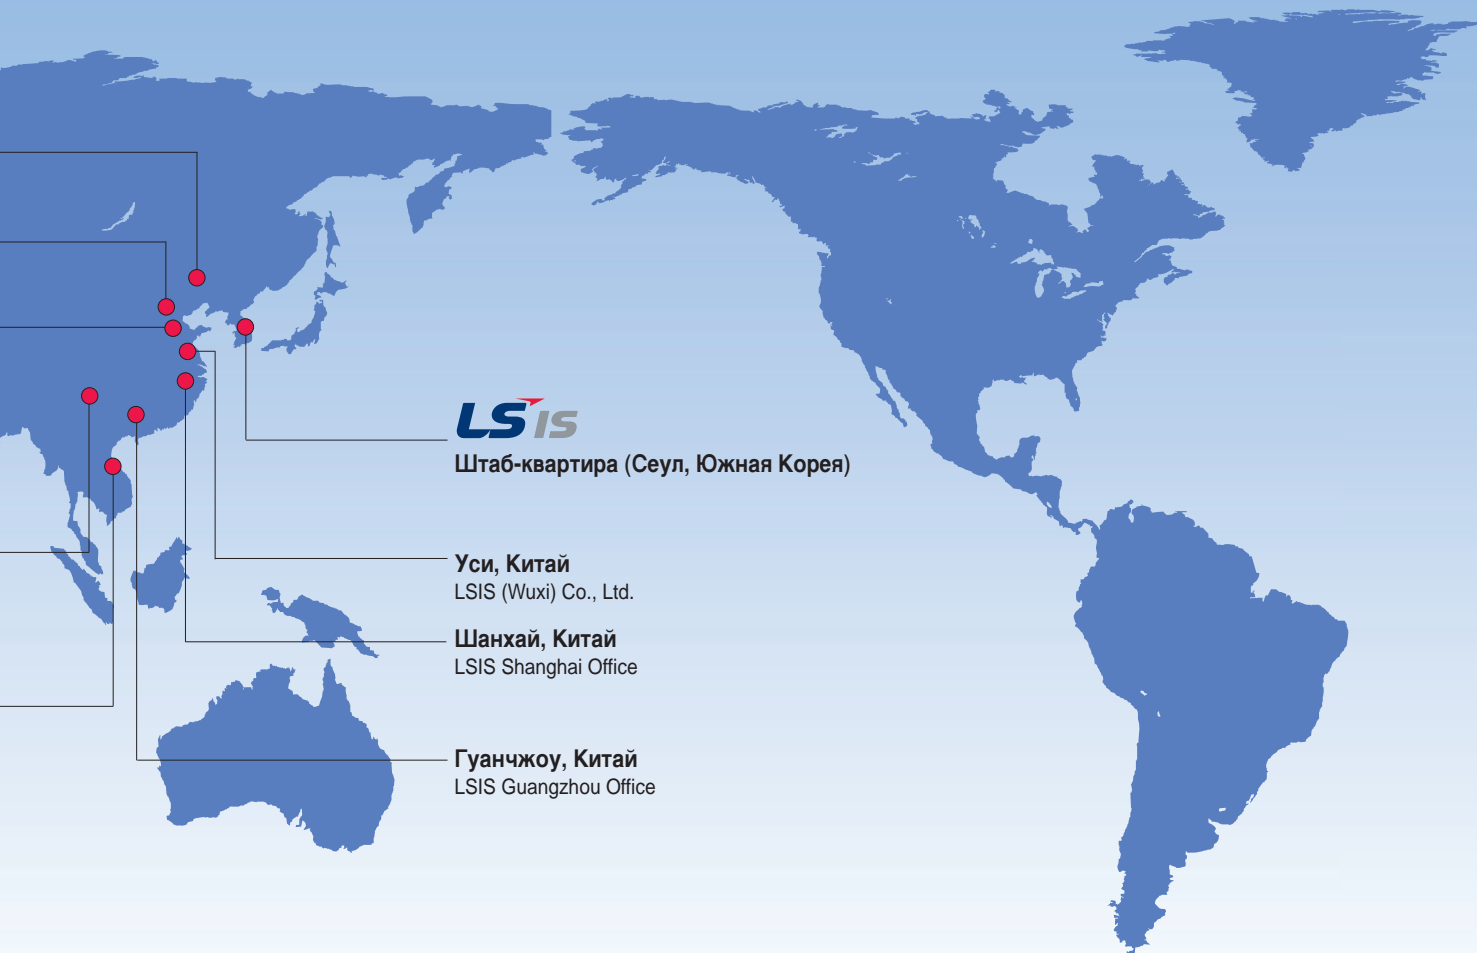 LSIS
Штаб-квартира (Сеул, Южная Корея)
Уси, Китай
LSIS (Wuxi) Co., Ltd.
Шанхай, Китай
LSIS Shanghai Office
Гуанчжоу, Китай
LSIS Guangzhou Office